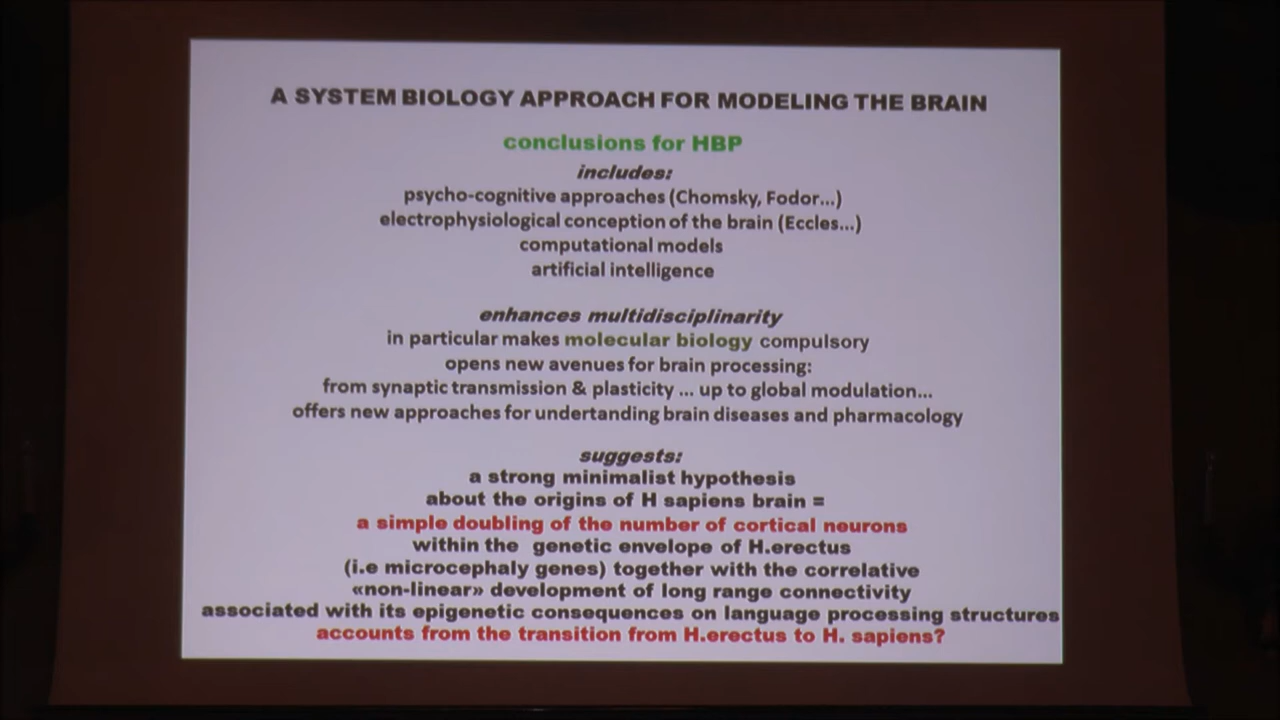 A SYSTEM BIOLOGY APPROACH FOR MODELING THE BRAIN
conclusions for HBP
includes:
psycho-cognitive approaches (Chomsky, Fodor...)
electrophysiological conception of the brain (Eccles...)
computational models
artificial intelligence
enhances multidisciplinarity
in particular makes molecular biology compulsory
opens new avenues for brain processing:
from synaptic transmission & plasticity ... up to global modulation...
offers new approaches for undertanding brain diseases and pharmacology
suggests:
a strong minimalist hypothesis
about the origins of H sapiens brain =
a simple doubling of the number of cortical neurons
within the genetic envelope of H.erectus
(i.e microcephaly genes) together with the correlative
«non-linear» development of long range connectivity
associated with its epigenetic consequences on language processing structures
accounts from the transition from H.erectus to H. sapiens?